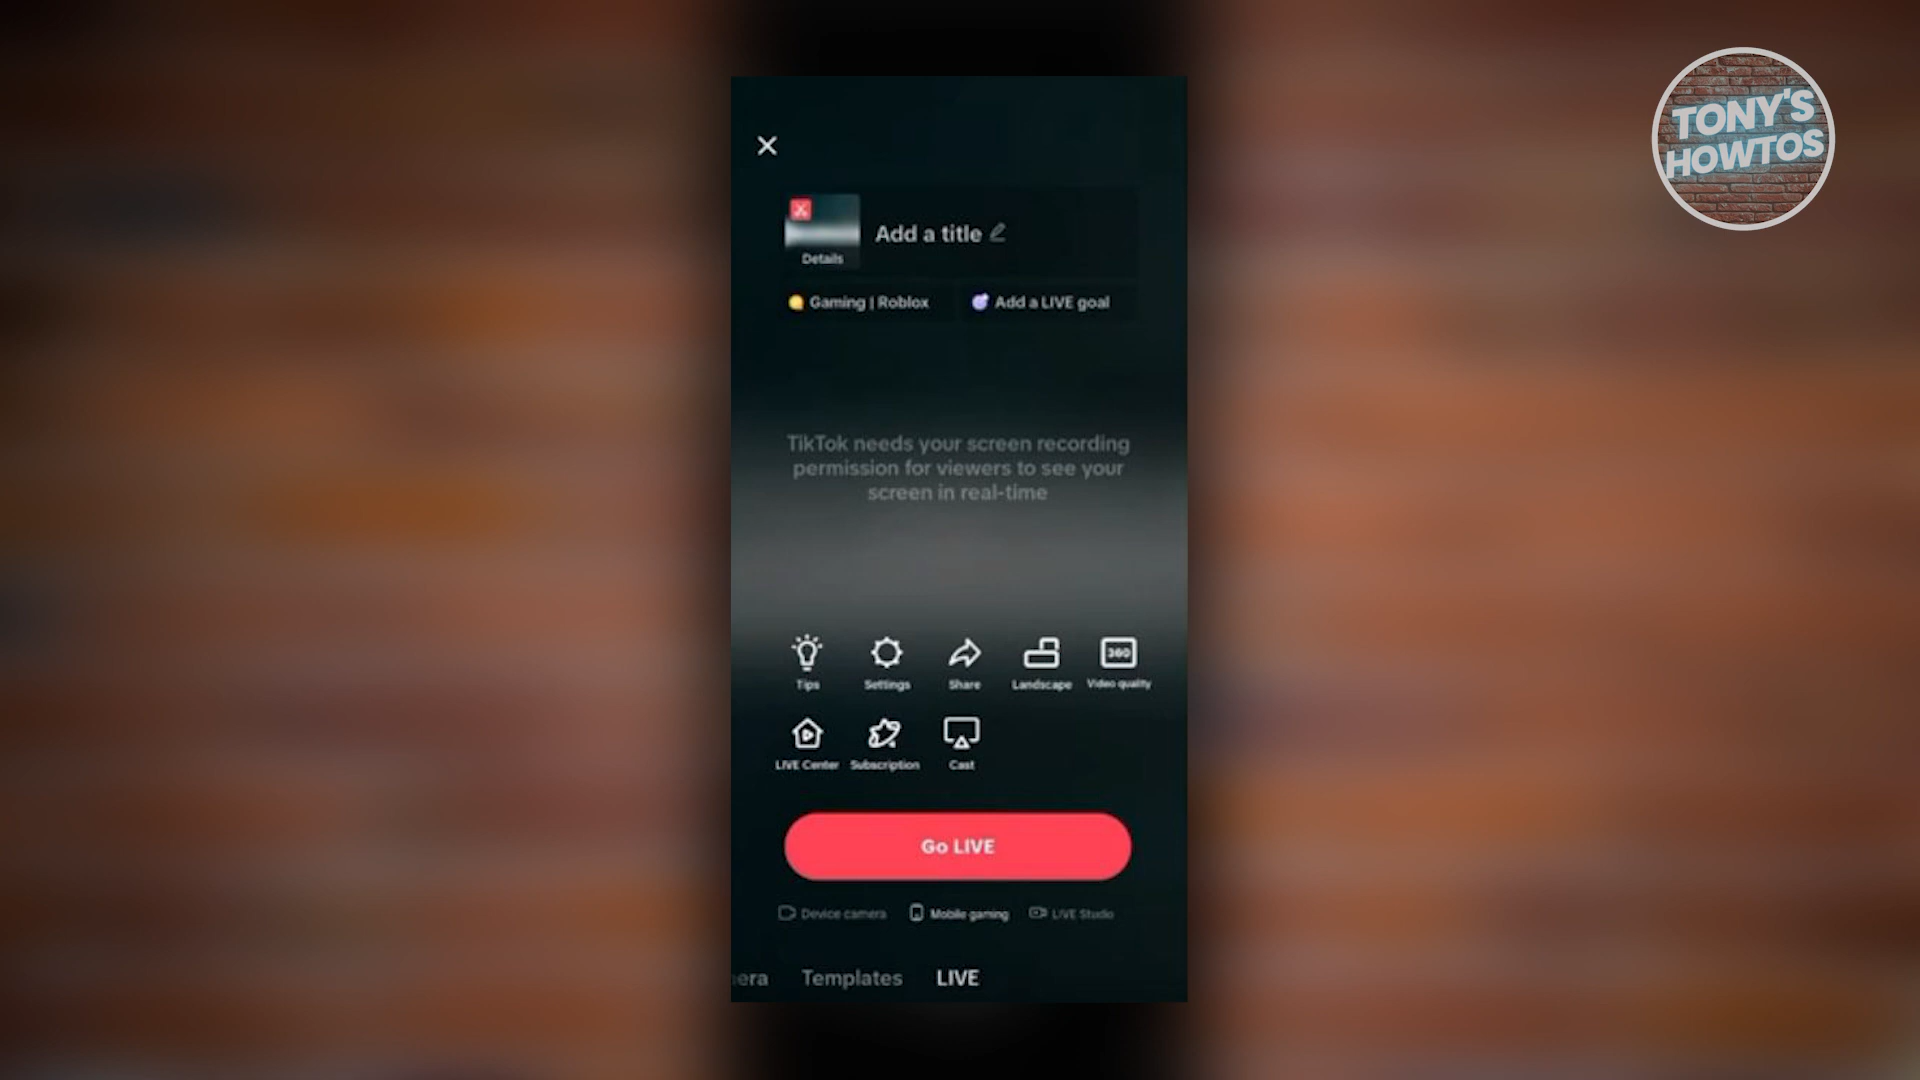 TONY'S
HOWTOS
Add a title
Details
Gaming | Roblox
Add a LIVE goal
TikTok needs your screen recording
permission for viewers to see your
screen in real-time
360
Tips
Settings
Share
Landscape
Video quality
LIVE Center
Subscription
Cast
Go LIVE
Device camera
Mobile gaming
LIVE Studio
era
Templates
LIVE